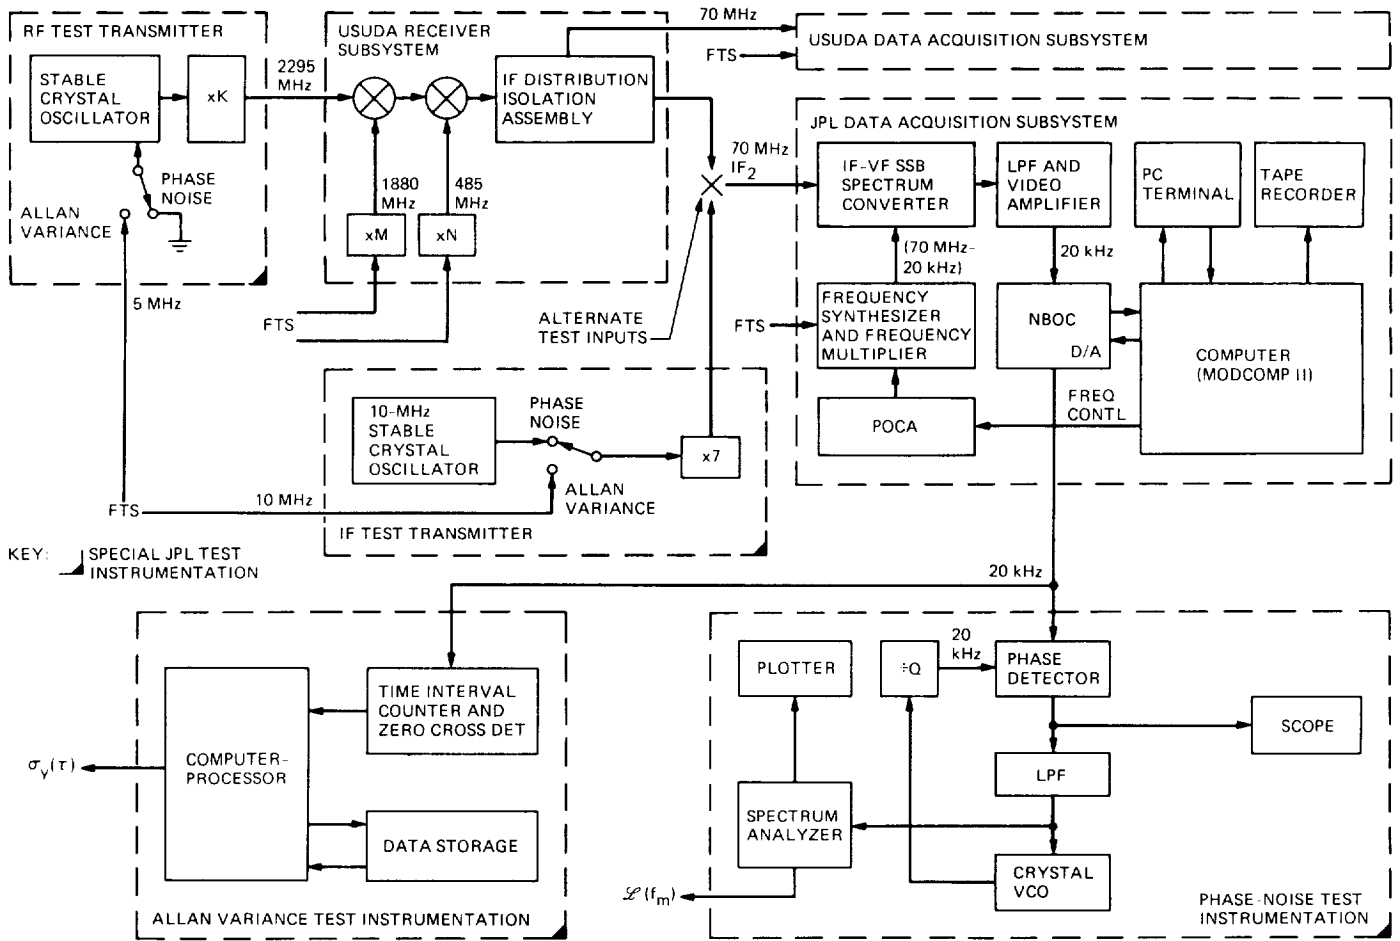 RF TEST TRANSMITTER
STABLE
CRYSTAL
OSCILLATOR
xK
2295
MHz
PHASE
NOISE
ALLAN
VARIANCE
5 MHz
FTS
USUDA RECEIVER
SUBSYSTEM
IF DISTRIBUTION
ISOLATION
ASSEMBLY
1880
MHz
485
MHz
xM
xN
FTS
70 MHz
FTS
USUDA DATA ACQUISITION SUBSYSTEM
70 MHz
IF2
ALTERNATE
TEST INPUTS
JPL DATA ACQUISITION SUBSYSTEM
IF-VF SSB
SPECTRUM
CONVERTER
LPF AND
VIDEO
AMPLIFIER
PC
TERMINAL
TAPE
RECORDER
(70 MHz-
20 kHz)
20 kHz
FTS
FREQUENCY
SYNTHESIZER
AND FREQUENCY
MULTIPLIER
NBOC
D/A
COMPUTER
(MODCOMP II)
POCA
FREQ
CONTL
10-MHz
STABLE
CRYSTAL
OSCILLATOR
PHASE
NOISE
x7
ALLAN
VARIANCE
10 MHz
IF TEST TRANSMITTER
KEY:
SPECIAL JPL TEST
INSTRUMENTATION
20 kHz
TIME INTERVAL
COUNTER AND
ZERO CROSS DET
COMPUTER-
PROCESSOR
DATA STORAGE
σy(τ)
ALLAN VARIANCE TEST INSTRUMENTATION
PLOTTER
÷Q
20
kHz
PHASE
DETECTOR
SCOPE
LPF
SPECTRUM
ANALYZER
CRYSTAL
VCO
ℒ(fm)
PHASE-NOISE TEST
INSTRUMENTATION